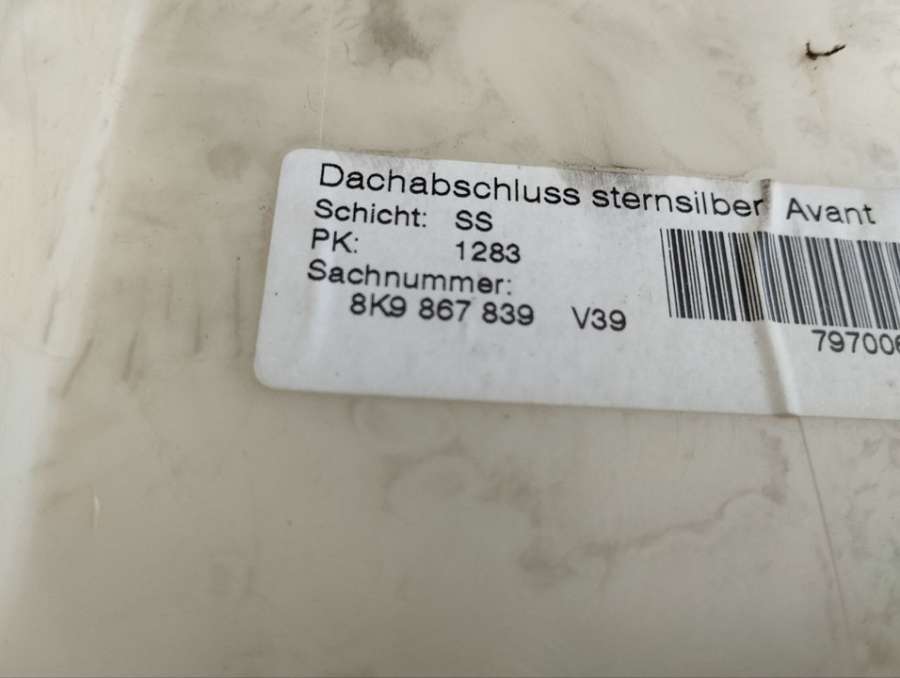 Dachabschluss sternsilber Avant
Schicht: SS
PK: 1283
Sachnummer:
8K9 867 839 V39
797006